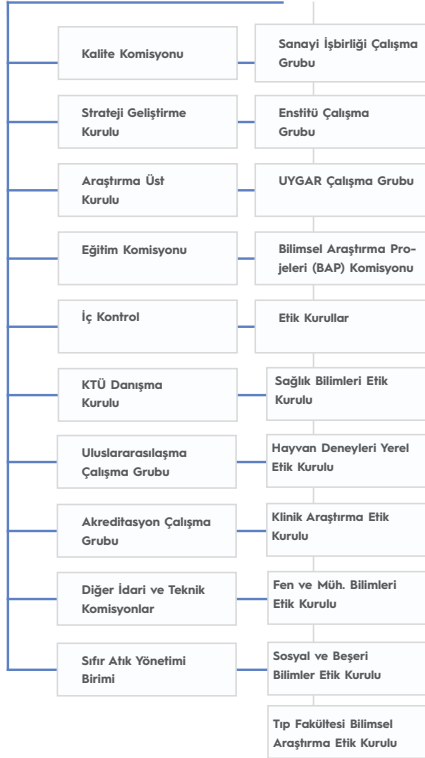 Kalite Komisyonu
Sanayi İşbirliği Çalışma
Grubu
Strateji Geliştirme
Kurulu
Enstitü Çalışma
Grubu
Araştırma Üst
Kurulu
UYGAR Çalışma Grubu
Eğitim Komisyonu
Bilimsel Araştırma Pro-
jeleri (BAP) Komisyonu
İç Kontrol
Etik Kurullar
KTÜ Danışma
Kurulu
Sağlık Bilimleri Etik
Kurulu
Uluslararasılaşma
Çalışma Grubu
Hayvan Deneyleri Yerel
Etik Kurulu
Akreditasyon Çalışma
Grubu
Klinik Araştırma Etik
Kurulu
Diğer İdari ve Teknik
Komisyonlar
Fen ve Müh. Bilimleri
Etik Kurulu
Sıfır Atık Yönetimi
Birimi
Sosyal ve Beşeri
Bilimler Etik Kurulu
Tıp Fakültesi Bilimsel
Araştırma Etik Kurulu